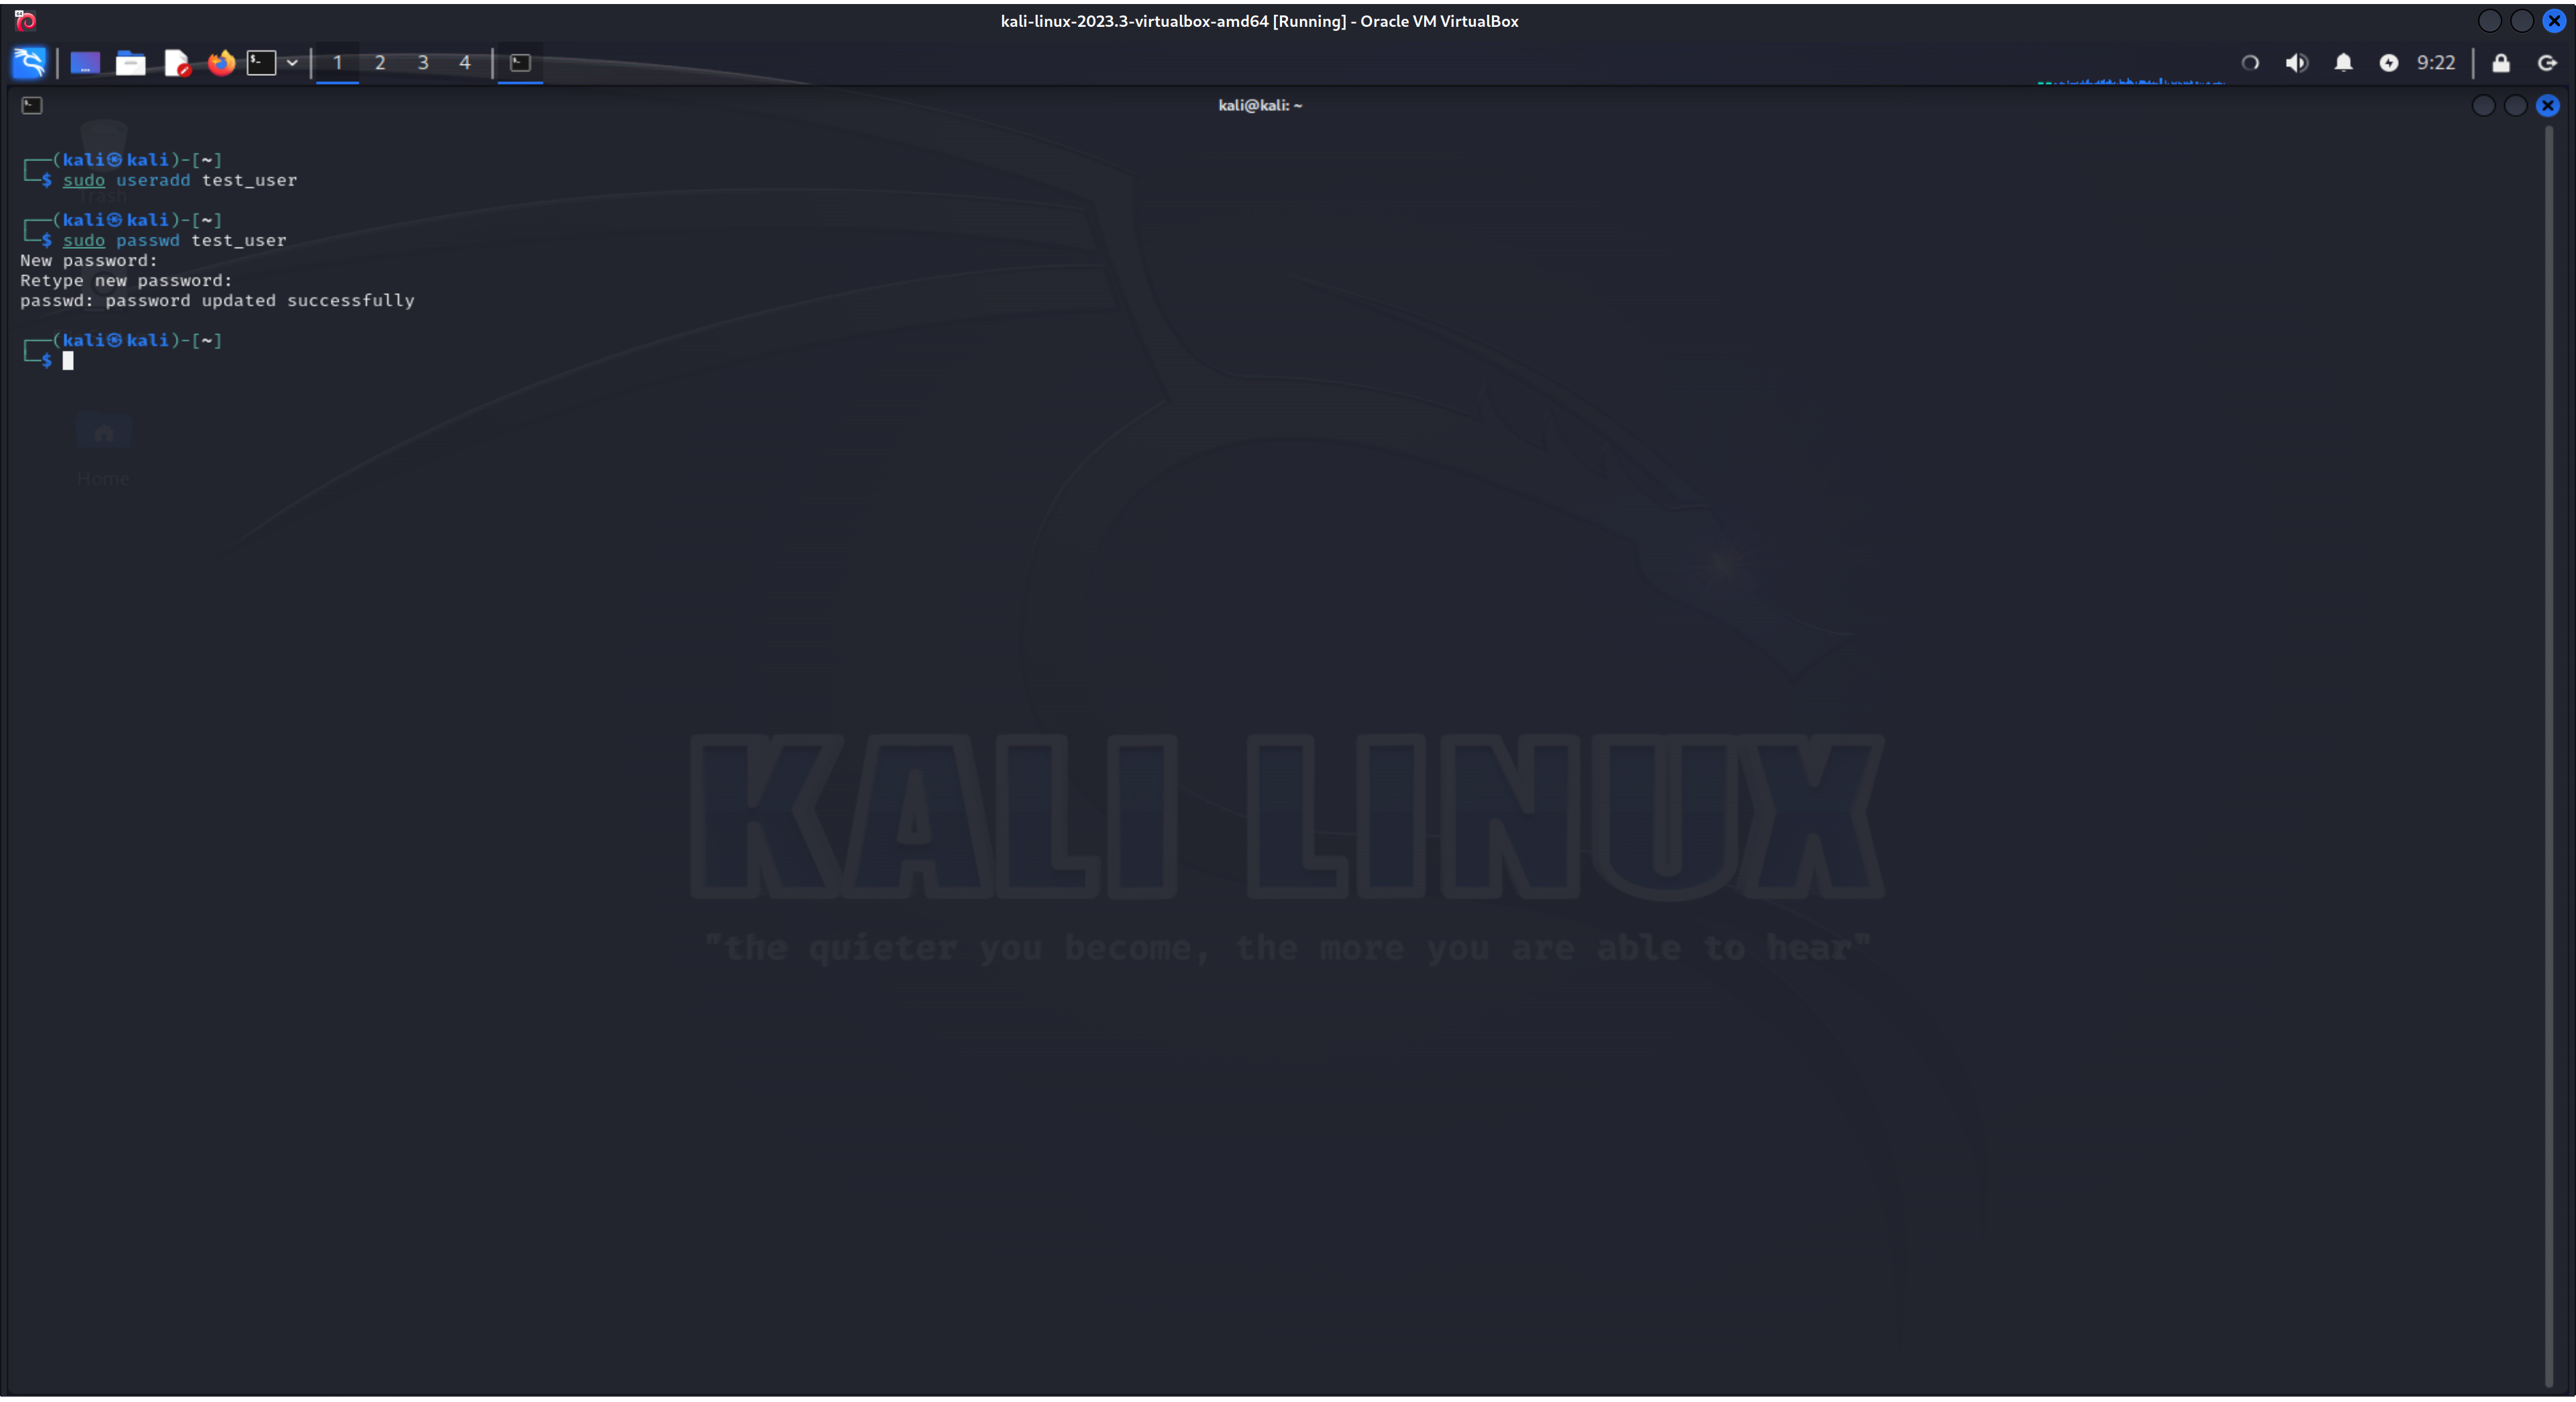 kali-linux-2023.3-virtualbox-amd64 [Running] - Oracle VM VirtualBox
1 2 3 4
9:22
kali@kali: ~
┌──(kali㉿kali)-[~]
└─$ sudo useradd test_user
Trash
┌──(kali㉿kali)-[~]
└─$ sudo passwd test_user
New password:
Retype new password:
passwd: password updated successfully
┌──(kali㉿kali)-[~]
└─$
Home
KALI LINUX
"the quieter you become, the more you are able to hear"